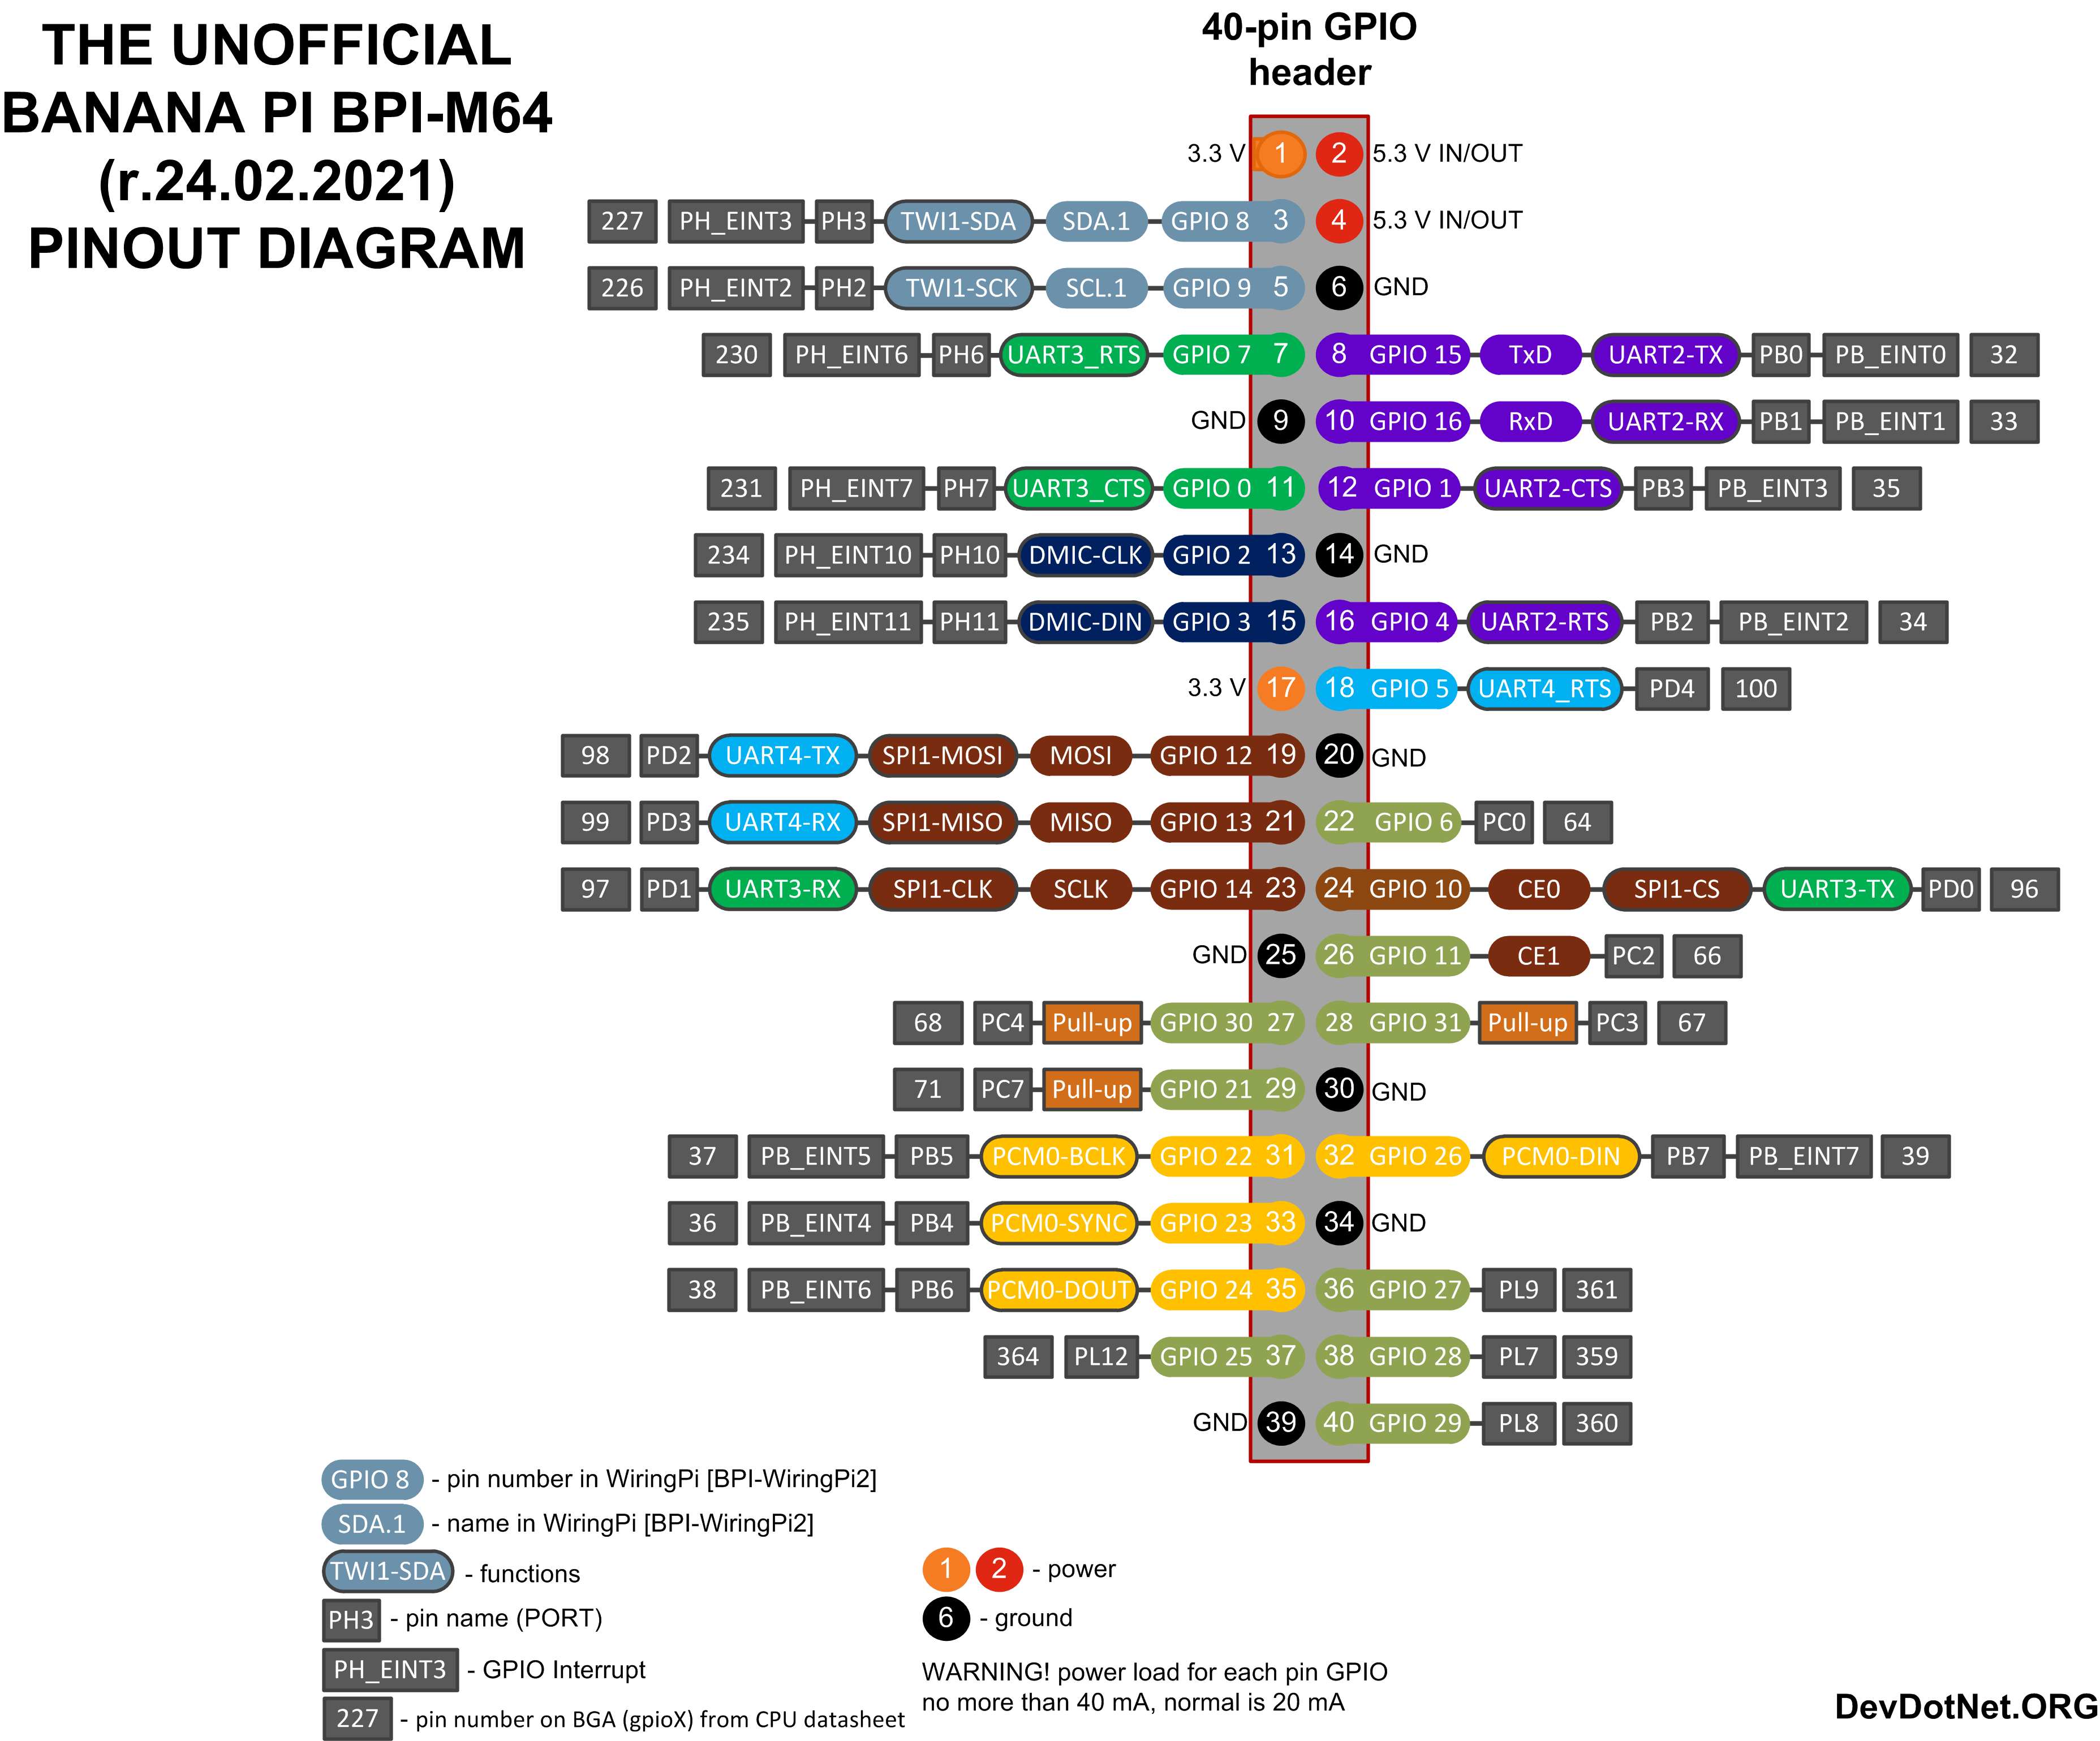 THE UNOFFICIAL
BANANA PI BPI-M64
(r.24.02.2021)
PINOUT DIAGRAM
40-pin GPIO
header
3.3 V 1 2 5.3 V IN/OUT
227 PH_EINT3 PH3 TWI1-SDA SDA.1 GPIO 8 3 4 5.3 V IN/OUT
226 PH_EINT2 PH2 TWI1-SCK SCL.1 GPIO 9 5 6 GND
230 PH_EINT6 PH6 UART3_RTS GPIO 7 7 8 GPIO 15 TxD UART2-TX PB0 PB_EINT0 32
GND 9 10 GPIO 16 RxD UART2-RX PB1 PB_EINT1 33
231 PH_EINT7 PH7 UART3_CTS GPIO 0 11 12 GPIO 1 UART2-CTS PB3 PB_EINT3 35
234 PH_EINT10 PH10 DMIC-CLK GPIO 2 13 14 GND
235 PH_EINT11 PH11 DMIC-DIN GPIO 3 15 16 GPIO 4 UART2-RTS PB2 PB_EINT2 34
3.3 V 17 18 GPIO 5 UART4_RTS PD4 100
98 PD2 UART4-TX SPI1-MOSI MOSI GPIO 12 19 20 GND
99 PD3 UART4-RX SPI1-MISO MISO GPIO 13 21 22 GPIO 6 PC0 64
97 PD1 UART3-RX SPI1-CLK SCLK GPIO 14 23 24 GPIO 10 CE0 SPI1-CS UART3-TX PD0 96
GND 25 26 GPIO 11 CE1 PC2 66
68 PC4 Pull-up GPIO 30 27 28 GPIO 31 Pull-up PC3 67
71 PC7 Pull-up GPIO 21 29 30 GND
37 PB_EINT5 PB5 PCM0-BCLK GPIO 22 31 32 GPIO 26 PCM0-DIN PB7 PB_EINT7 39
36 PB_EINT4 PB4 PCM0-SYNC GPIO 23 33 34 GND
38 PB_EINT6 PB6 PCM0-DOUT GPIO 24 35 36 GPIO 27 PL9 361
364 PL12 GPIO 25 37 38 GPIO 28 PL7 359
GND 39 40 GPIO 29 PL8 360
GPIO 8 - pin number in WiringPi [BPI-WiringPi2]
SDA.1 - name in WiringPi [BPI-WiringPi2]
TWI1-SDA - functions
PH3 - pin name (PORT)
PH_EINT3 - GPIO Interrupt
227 - pin number on BGA (gpioX) from CPU datasheet
1 2 - power
6 - ground
WARNING! power load for each pin GPIO
no more than 40 mA, normal is 20 mA
DevDotNet.ORG